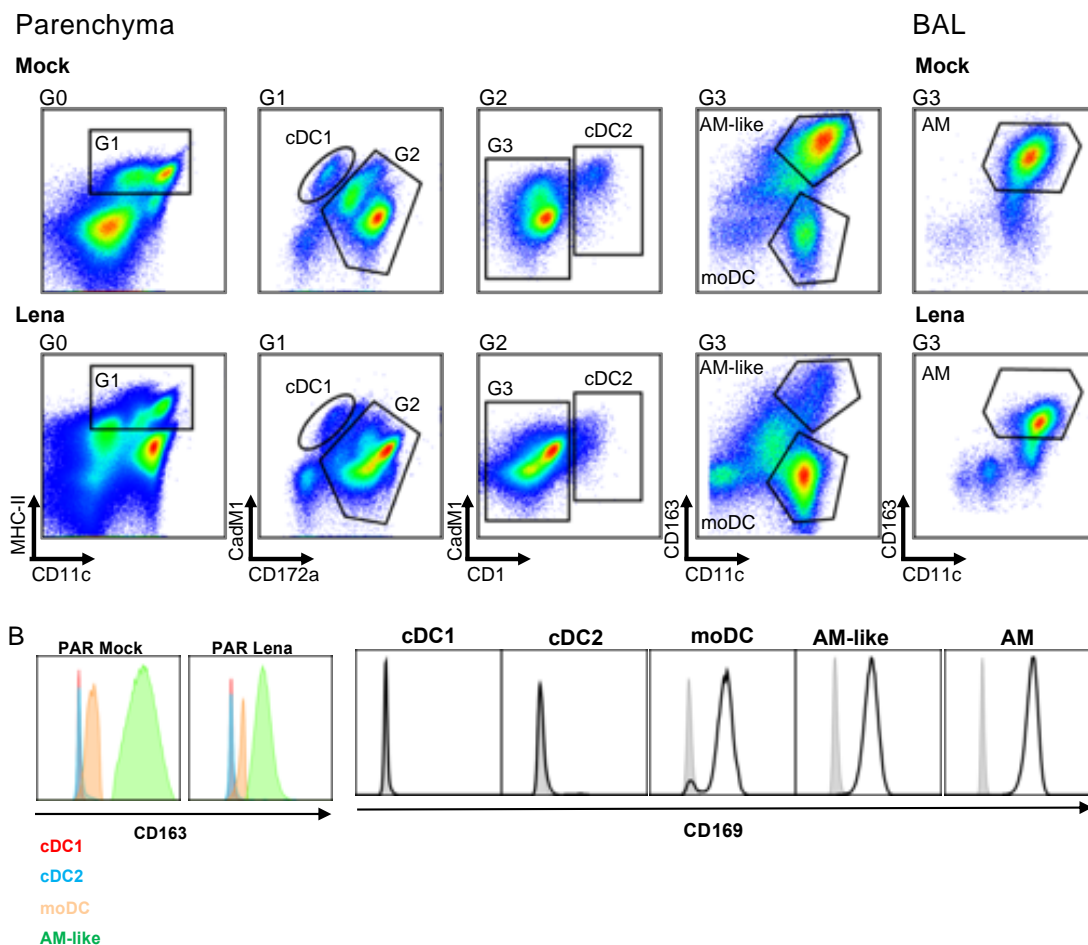 Parenchyma BAL
Mock Mock
G0 G1 G2 G3 G3
G1 cDC1 G2 G3 cDC2 AM-like moDC AM
Lena Lena
G0 G1 G2 G3 G3
G1 cDC1 G2 G3 cDC2 AM-like moDC AM
MHC-II CadM1 CadM1 CD163 CD163
CD11c CD172a CD1 CD11c CD11c
B
PAR Mock PAR Lena cDC1 cDC2 moDC AM-like AM
CD163 CD169
cDC1
cDC2
moDC
AM-like